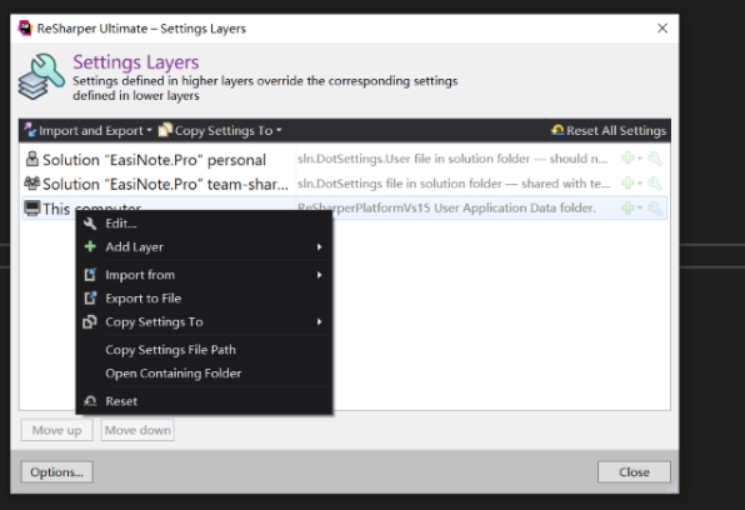 ReSharper Ultimate – Settings Layers
Settings Layers
Settings defined in higher layers override the corresponding settings
defined in lower layers
Import and Export Copy Settings To Reset All Settings
Solution "EasiNote.Pro" personal sln.DotSettings.User file in solution folder — should n...
Solution "EasiNote.Pro" team-shar... sln.DotSettings file in solution folder — shared with te...
This computer ReSharperPlatformVs15 User Application Data folder.
Edit...
Add Layer
Import from
Export to File
Copy Settings To
Copy Settings File Path
Open Containing Folder
Reset
Move up Move down
Options... Close